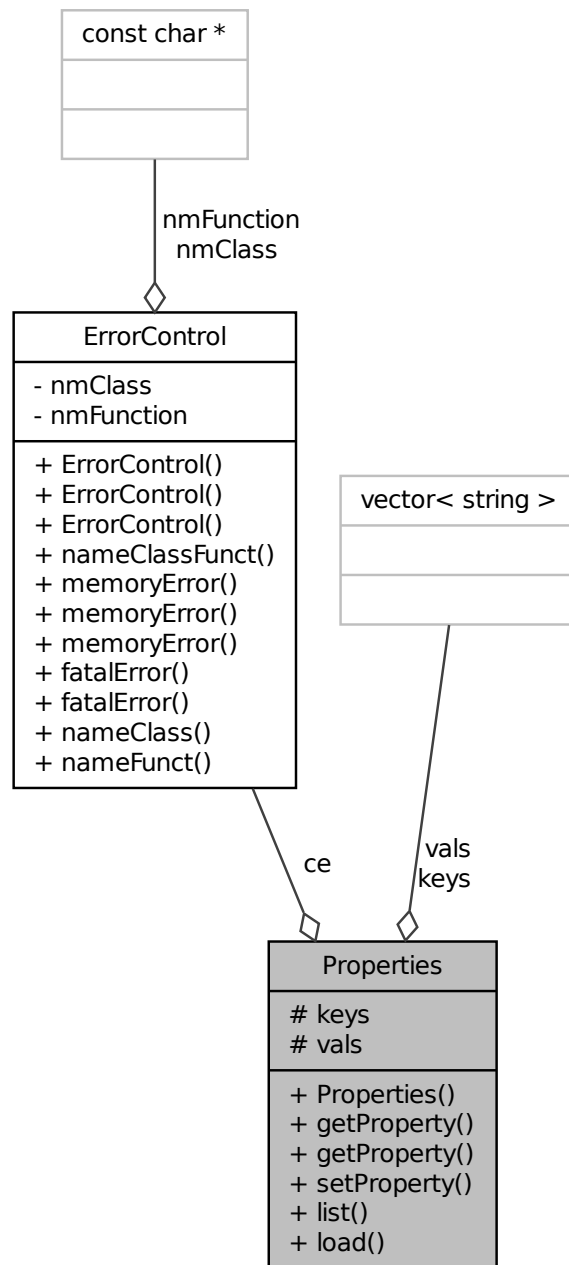 const char *
nmFunction
nmClass
ErrorControl
- nmClass
- nmFunction
+ ErrorControl()
+ ErrorControl()
+ ErrorControl()
+ nameClassFunct()
+ memoryError()
+ memoryError()
+ memoryError()
+ fatalError()
+ fatalError()
+ nameClass()
+ nameFunct()
vector< string >
ce
vals
keys
Properties
# keys
# vals
+ Properties()
+ getProperty()
+ getProperty()
+ setProperty()
+ list()
+ load()